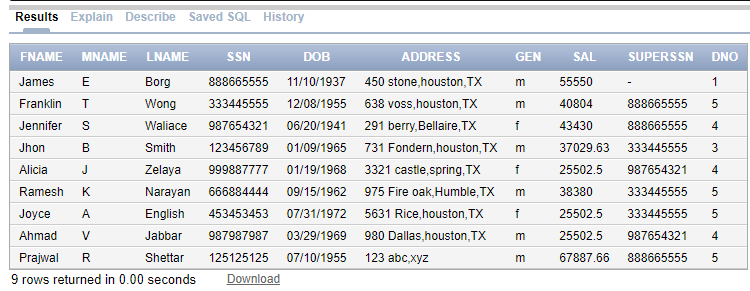 Results Explain Describe Saved SQL History
FNAME MNAME LNAME SSN DOB ADDRESS GEN SAL SUPERSSN DNO
James E Borg 888665555 11/10/1937 450 stone,houston,TX m 55550 - 1
Franklin T Wong 333445555 12/08/1955 638 voss,houston,TX m 40804 888665555 5
Jennifer S Waliace 987654321 06/20/1941 291 berry,Bellaire,TX f 43430 888665555 4
Jhon B Smith 123456789 01/09/1965 731 Fondern,houston,TX m 37029.63 333445555 3
Alicia J Zelaya 999887777 01/19/1968 3321 castle,spring,TX f 25502.5 987654321 4
Ramesh K Narayan 666884444 09/15/1962 975 Fire oak,Humble,TX m 38380 333445555 5
Joyce A English 453453453 07/31/1972 5631 Rice,houston,TX f 25502.5 333445555 5
Ahmad V Jabbar 987987987 03/29/1969 980 Dallas,houston,TX m 25502.5 987654321 4
Prajwal R Shettar 125125125 07/10/1955 123 abc,xyz m 67887.66 888665555 5
9 rows returned in 0.00 seconds Download